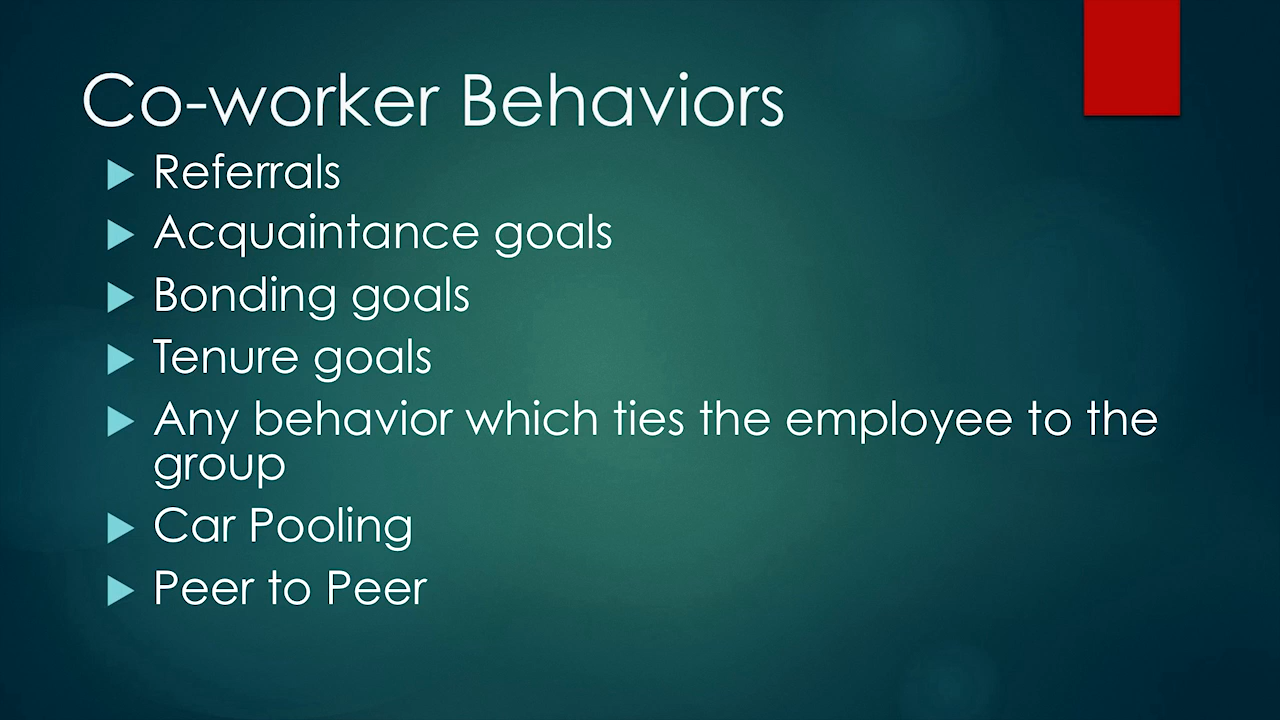 Co-worker Behaviors
Referrals
Acquaintance goals
Bonding goals
Tenure goals
Any behavior which ties the employee to the
group
Car Pooling
Peer to Peer